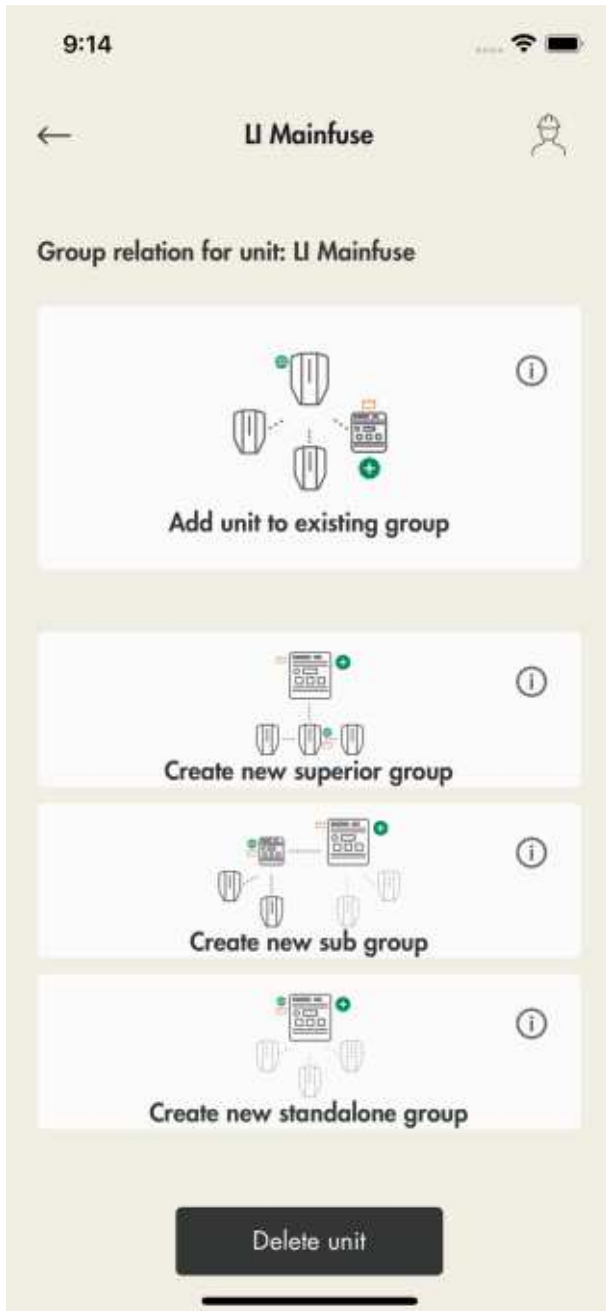 9:14
LI Mainfuse
Group relation for unit: LI Mainfuse
Add unit to existing group
Create new superior group
Create new sub group
Create new standalone group
Delete unit